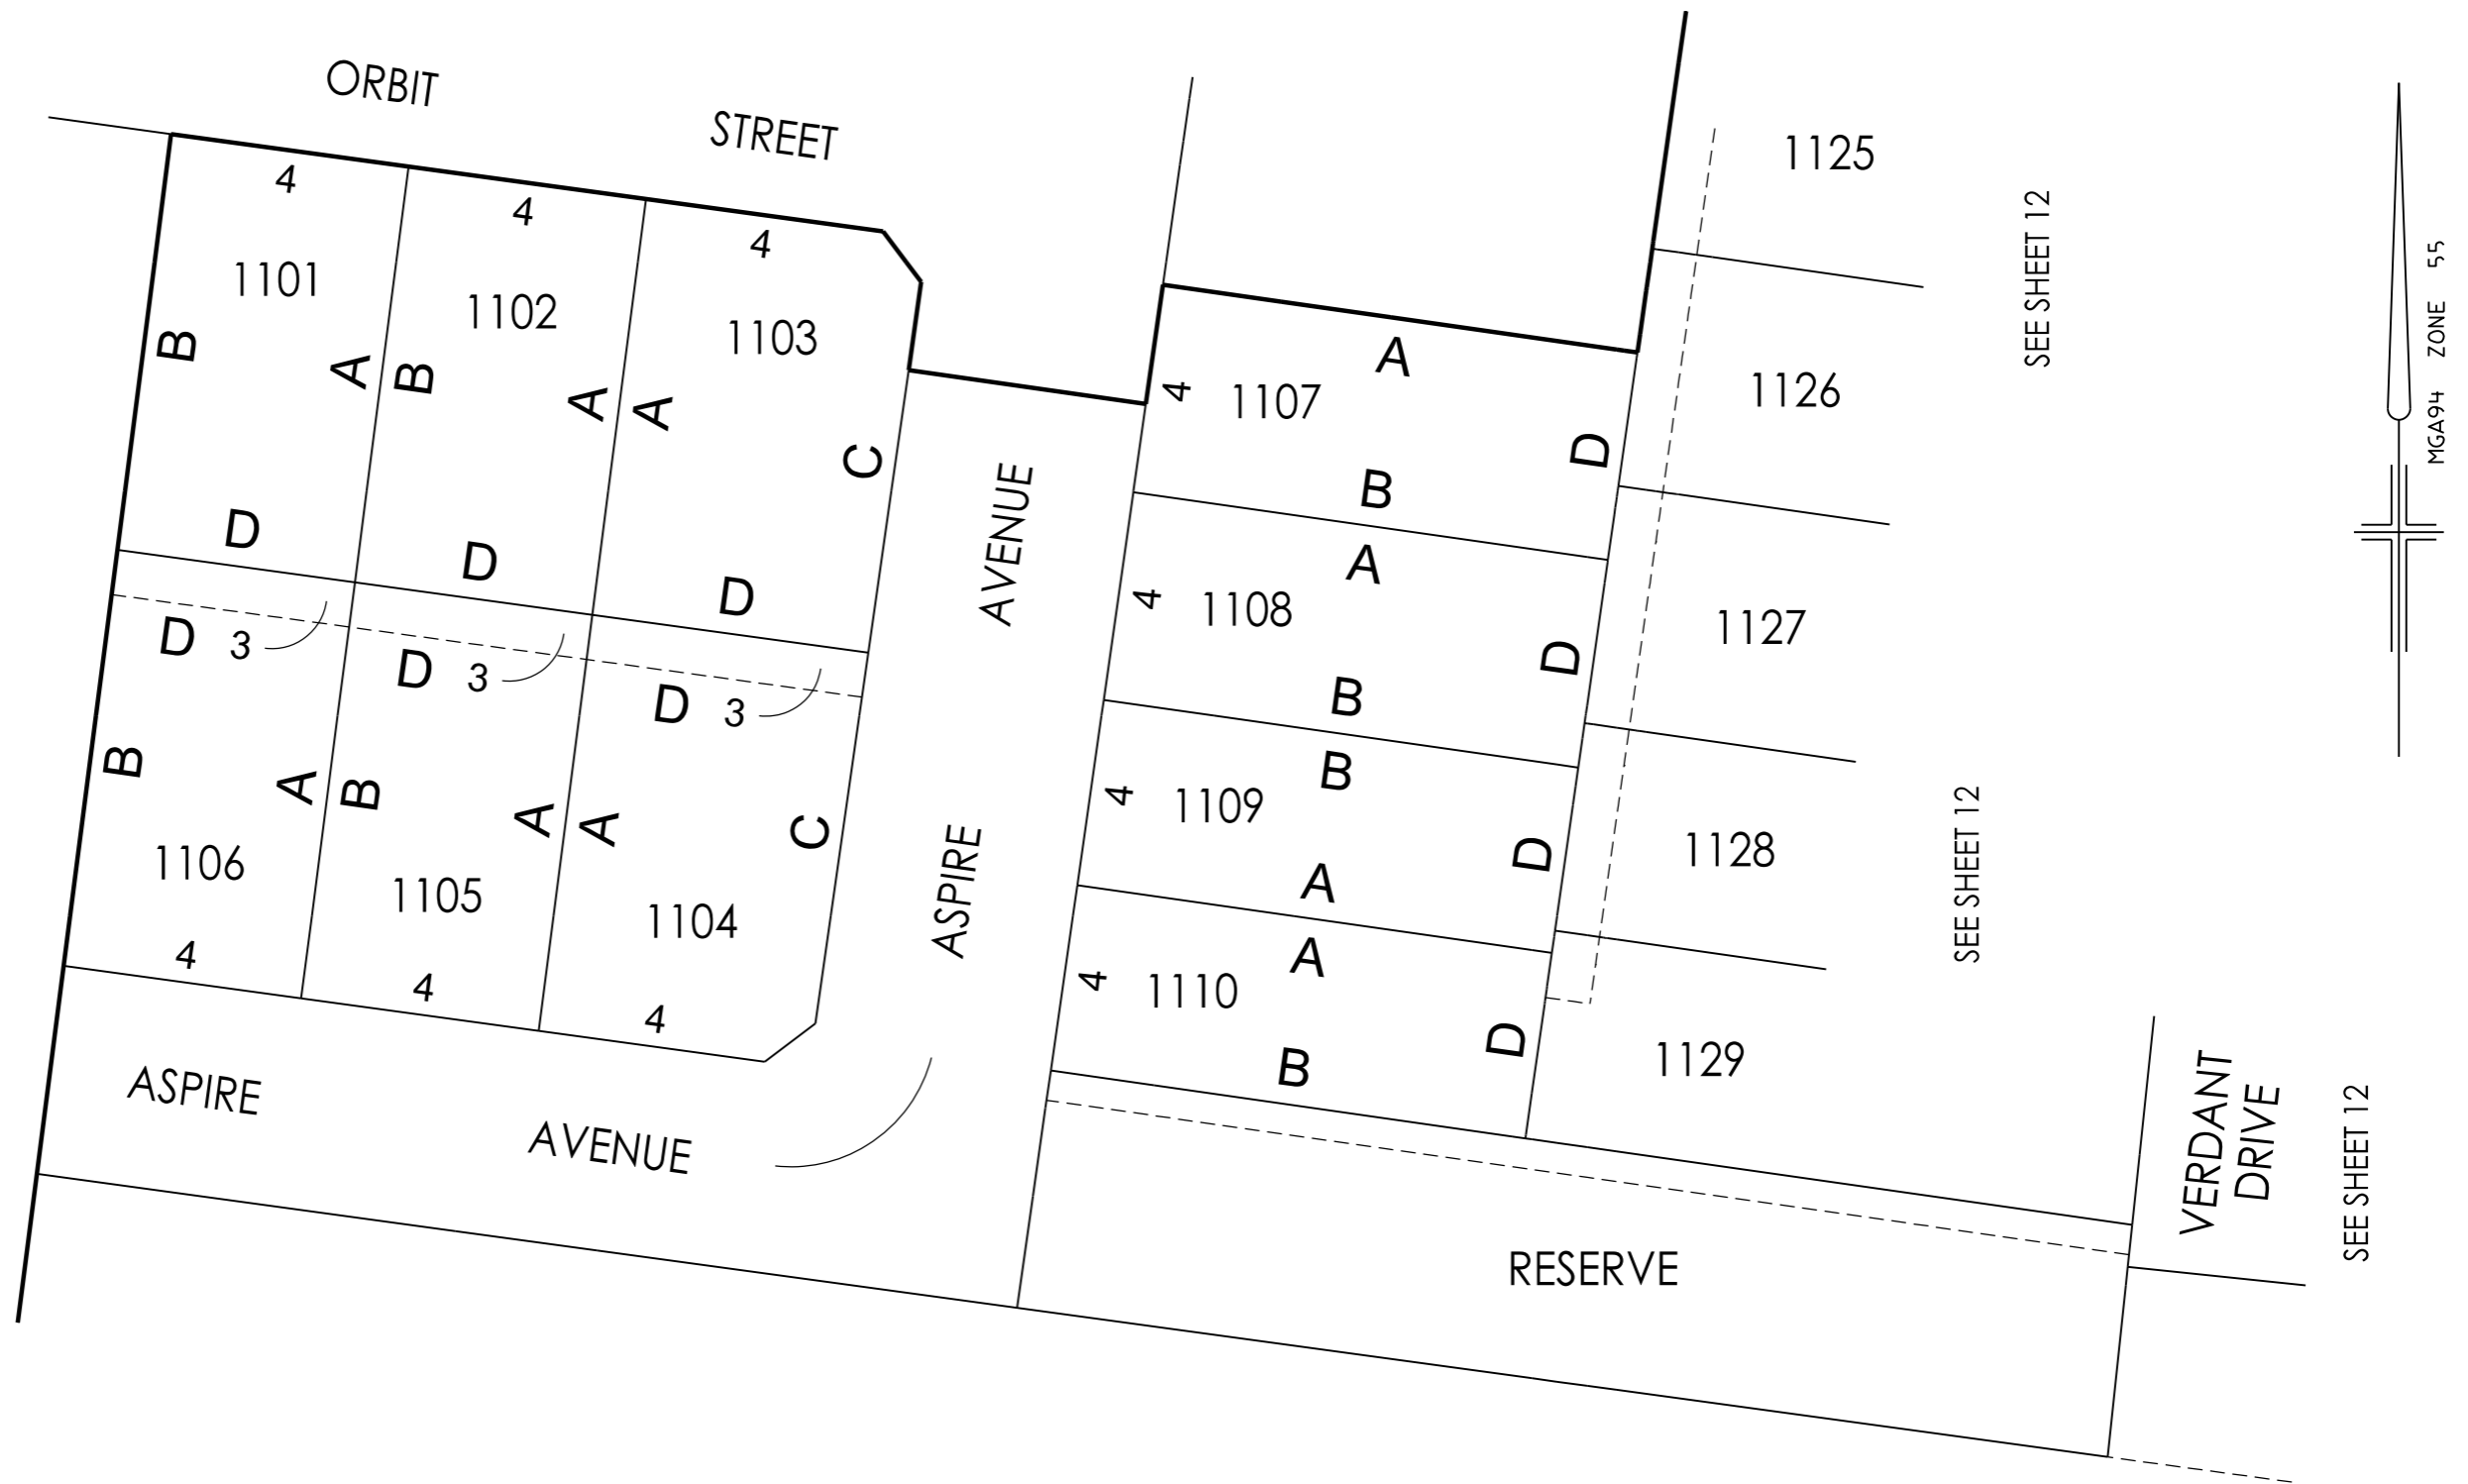 ORBIT STREET
4
4
4
1101
1102
1103
B
A
B
A
A
C
D
D
D
D 3
D 3
D 3
B
A
B
A
A
C
1106
1105
1104
4
4
4
ASPIRE AVENUE
ASPIRE AVENUE
A
4
1107
D
B
A
4
1108
D
B
B
4
1109
D
A
A
4
1110
D
B
1125
1126
1127
1128
1129
SEE SHEET 12
SEE SHEET 12
SEE SHEET 12
VERDANT
DRIVE
RESERVE
MGA94 ZONE 55